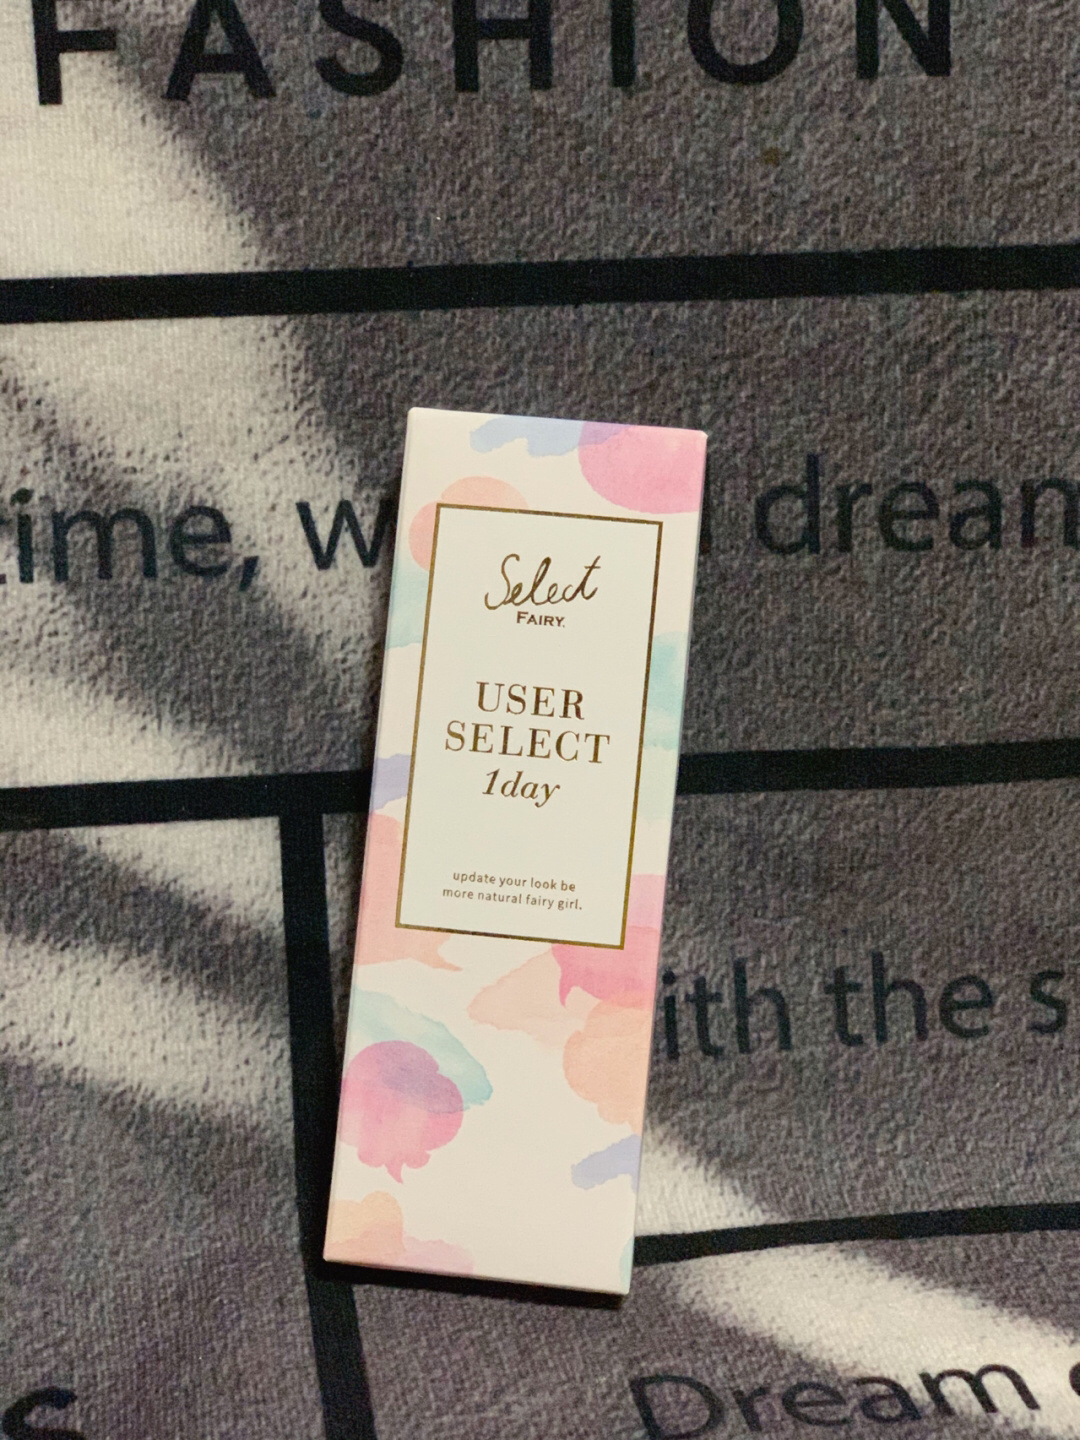 FASHION
time, w
dream
Select
FAIRY.
USER
SELECT
1day
update your look be
more natural fairy girl.
ith the s
Dream
s